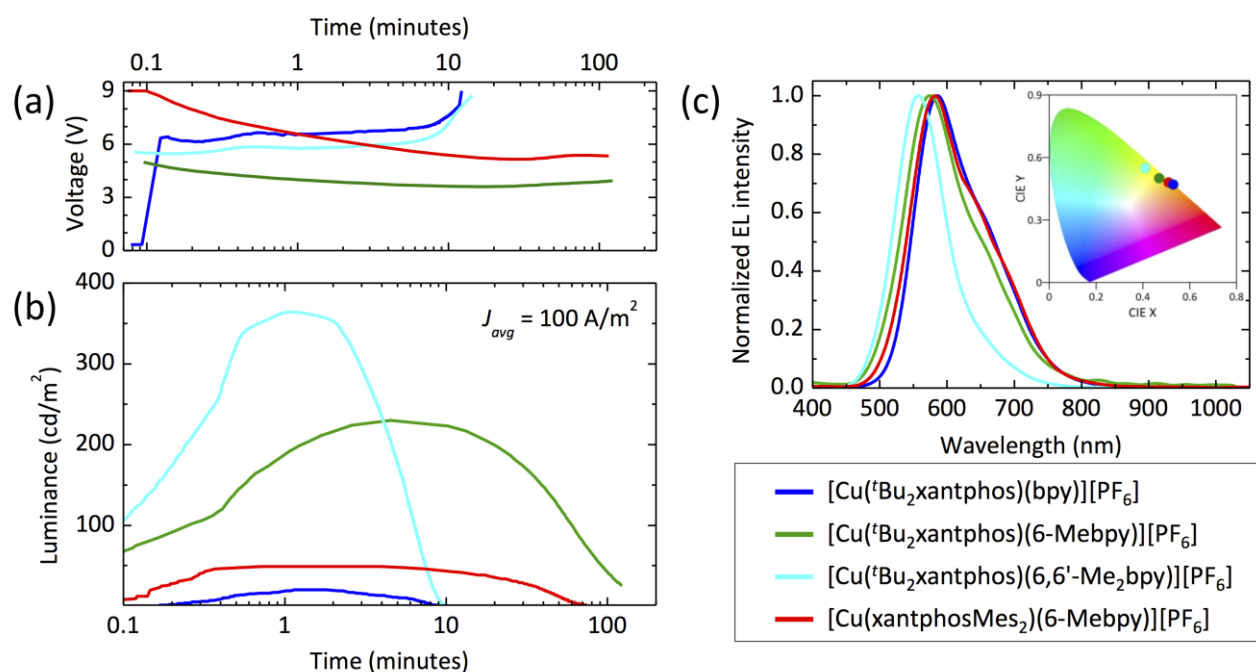 Time (minutes)
0.1 1 10 100
(a)
Voltage (V)
9
6
3
0
(b)
Luminance (cd/m²)
400
300
200
100
J_avg = 100 A/m²
0.1 1 10 100
Time (minutes)
(c)
Normalized EL intensity
1.0
0.8
0.6
0.4
0.2
0.0
400 500 600 700 800 900 1000
Wavelength (nm)
CIE Y
0.9
0.6
0.3
0
0 0.2 0.4 0.6 0.8
CIE X
[Cu(ᵗBu₂xantphos)(bpy)][PF₆]
[Cu(ᵗBu₂xantphos)(6-Mebpy)][PF₆]
[Cu(ᵗBu₂xantphos)(6,6'-Me₂bpy)][PF₆]
[Cu(xantphosMes₂)(6-Mebpy)][PF₆]